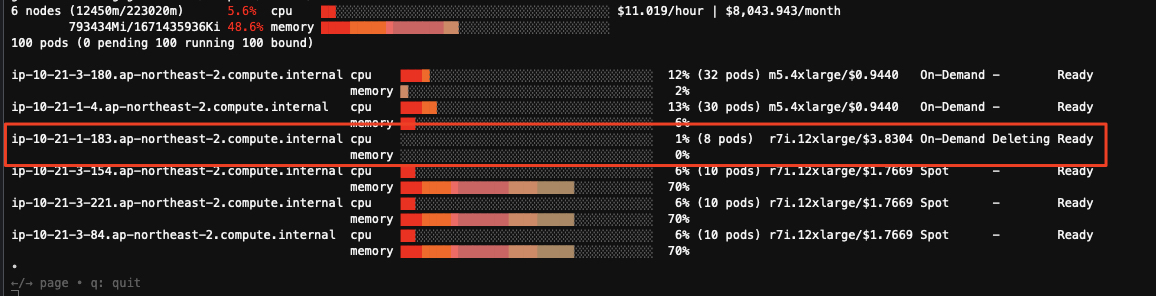 6 nodes (12450m/223020m) 5.6% cpu $11.019/hour | $8,043.943/month
793434Mi/1671435936Ki 48.6% memory
100 pods (0 pending 100 running 100 bound)
ip-10-21-3-180.ap-northeast-2.compute.internal cpu 12% (32 pods) m5.4xlarge/$0.9440 On-Demand - Ready
memory 2%
ip-10-21-1-4.ap-northeast-2.compute.internal cpu 13% (30 pods) m5.4xlarge/$0.9440 On-Demand - Ready
memory 6%
ip-10-21-1-183.ap-northeast-2.compute.internal cpu 1% (8 pods) r7i.12xlarge/$3.8304 On-Demand Deleting Ready
memory 0%
ip-10-21-3-154.ap-northeast-2.compute.internal cpu 6% (10 pods) r7i.12xlarge/$1.7669 Spot - Ready
memory 70%
ip-10-21-3-221.ap-northeast-2.compute.internal cpu 6% (10 pods) r7i.12xlarge/$1.7669 Spot - Ready
memory 70%
ip-10-21-3-84.ap-northeast-2.compute.internal cpu 6% (10 pods) r7i.12xlarge/$1.7669 Spot - Ready
memory 70%
•
←/→ page • q: quit